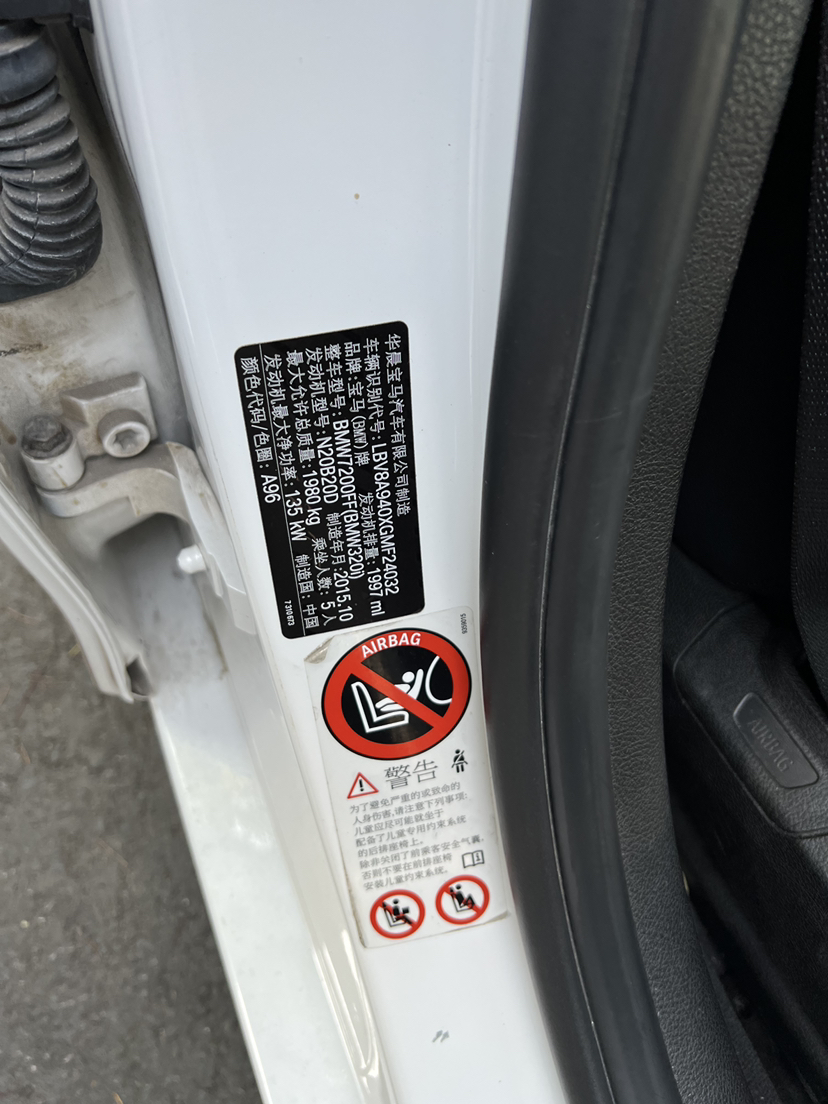 华晨宝马汽车有限公司制造
车辆识别代号: LBV8A940XGMF24032
品牌: 宝马 (BMW) 牌 发动机排量: 1997 ml
整车型号: BMW7200FF(BMW320i)
发动机型号: N20B20D 制造年月: 2015.10
最大允许总质量: 1980 kg 乘坐人数: 5 人
发动机最大净功率: 135 kW 制造国: 中国
颜色代码/色圈: A96
7310873
AIRBAG
警告
为了避免严重的或致命的
人身伤害,请注意下列事项:
儿童应尽可能就坐于
配备了儿童专用约束系统
的后排座椅上。
除非关闭了前乘客安全气囊,
否则不要在前排座椅
安装儿童约束系统。
AIRBAG